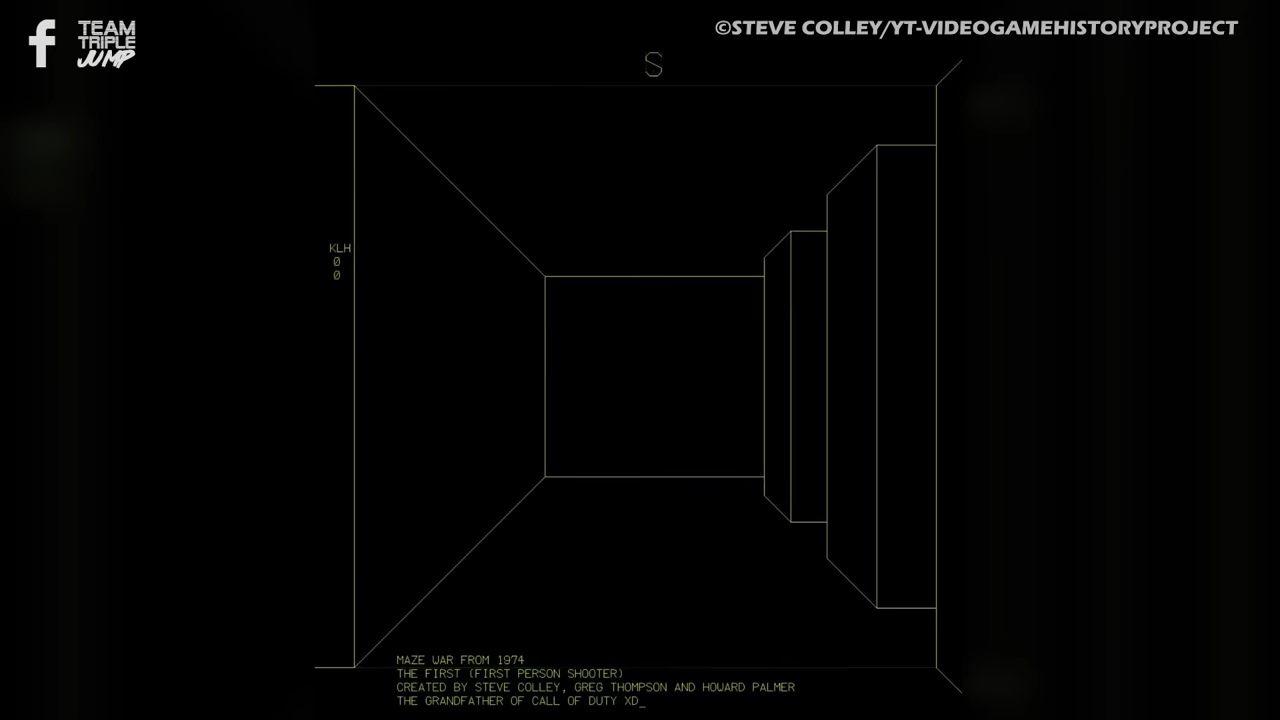 f
TEAM
TRIPLE
JUMP
©STEVE COLLEY/YT-VIDEOGAMEHISTORYPROJECT
S
KLH
0
0
MAZE WAR FROM 1974
THE FIRST (FIRST PERSON SHOOTER)
CREATED BY STEVE COLLEY, GREG THOMPSON AND HOWARD PALMER
THE GRANDFATHER OF CALL OF DUTY XD_